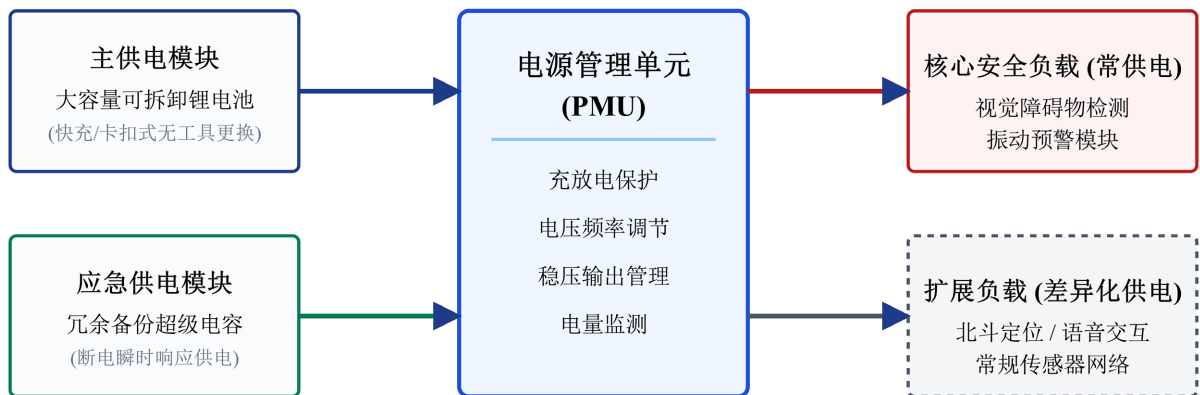 主供电模块
大容量可拆卸锂电池
(快充/卡扣式无工具更换)
应急供电模块
冗余备份超级电容
(断电瞬时响应供电)
电源管理单元
(PMU)
充放电保护
电压频率调节
稳压输出管理
电量监测
核心安全负载 (常供电)
视觉障碍物检测
振动预警模块
扩展负载 (差异化供电)
北斗定位 / 语音交互
常规传感器网络